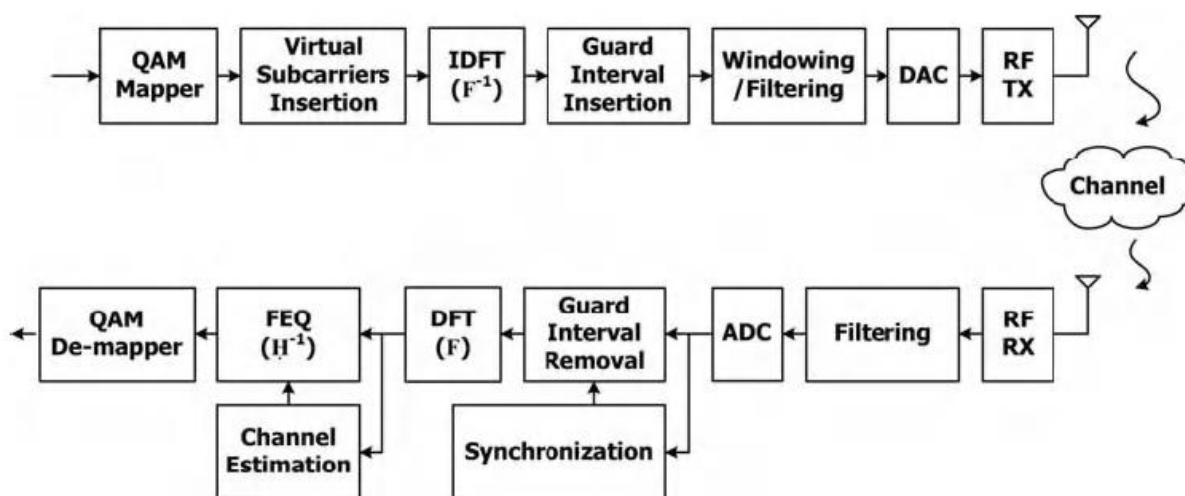 QAM
Mapper
Virtual
Subcarriers
Insertion
IDFT
(F⁻¹)
Guard
Interval
Insertion
Windowing
/Filtering
DAC
RF
TX
Channel
QAM
De-mapper
FEQ
(Ḥ⁻¹)
DFT
(F)
Guard
Interval
Removal
ADC
Filtering
RF
RX
Channel
Estimation
Synchronization